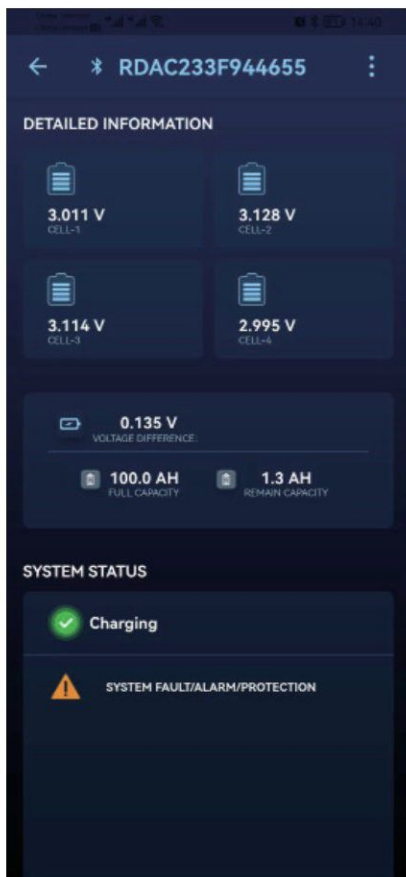 14:40
← RDAC233F944655
DETAILED INFORMATION
3.011 V
CELL-1
3.128 V
CELL-2
3.114 V
CELL-3
2.995 V
CELL-4
0.135 V
VOLTAGE DIFFERENCE:
100.0 AH
FULL CAPACITY
1.3 AH
REMAIN CAPACITY
SYSTEM STATUS
Charging
SYSTEM FAULT/ALARM/PROTECTION